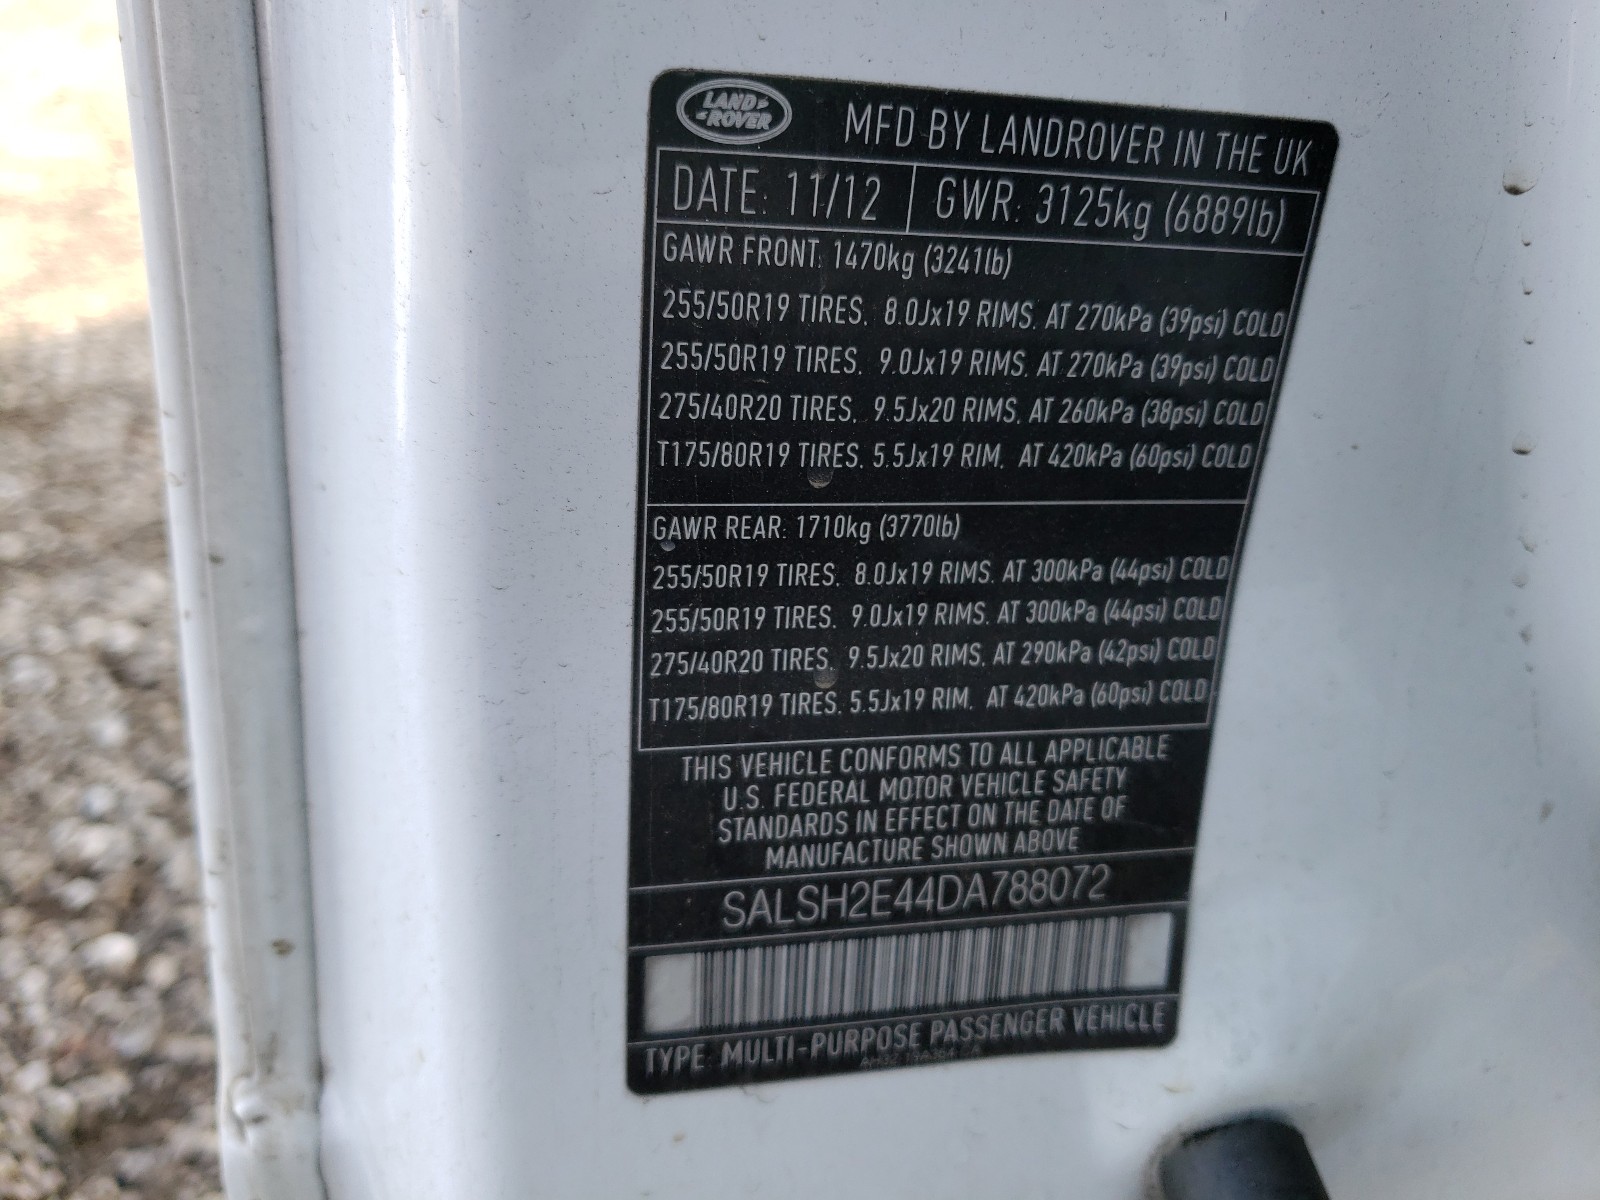 LAND ROVER
MFD BY LANDROVER IN THE UK
DATE: 11/12 GWR: 3125kg (6889lb)
GAWR FRONT: 1470kg (3241lb)
255/50R19 TIRES. 8.0Jx19 RIMS. AT 270kPa (39psi) COLD
255/50R19 TIRES. 9.0Jx19 RIMS. AT 270kPa (39psi) COLD
275/40R20 TIRES. 9.5Jx20 RIMS. AT 260kPa (38psi) COLD
T175/80R19 TIRES. 5.5Jx19 RIM. AT 420kPa (60psi) COLD
GAWR REAR: 1710kg (3770lb)
255/50R19 TIRES. 8.0Jx19 RIMS. AT 300kPa (44psi) COLD
255/50R19 TIRES. 9.0Jx19 RIMS. AT 300kPa (44psi) COLD
275/40R20 TIRES. 9.5Jx20 RIMS. AT 290kPa (42psi) COLD
T175/80R19 TIRES. 5.5Jx19 RIM. AT 420kPa (60psi) COLD
THIS VEHICLE CONFORMS TO ALL APPLICABLE
U.S. FEDERAL MOTOR VEHICLE SAFETY
STANDARDS IN EFFECT ON THE DATE OF
MANUFACTURE SHOWN ABOVE
SALSH2E44DA788072
TYPE: MULTI-PURPOSE PASSENGER VEHICLE